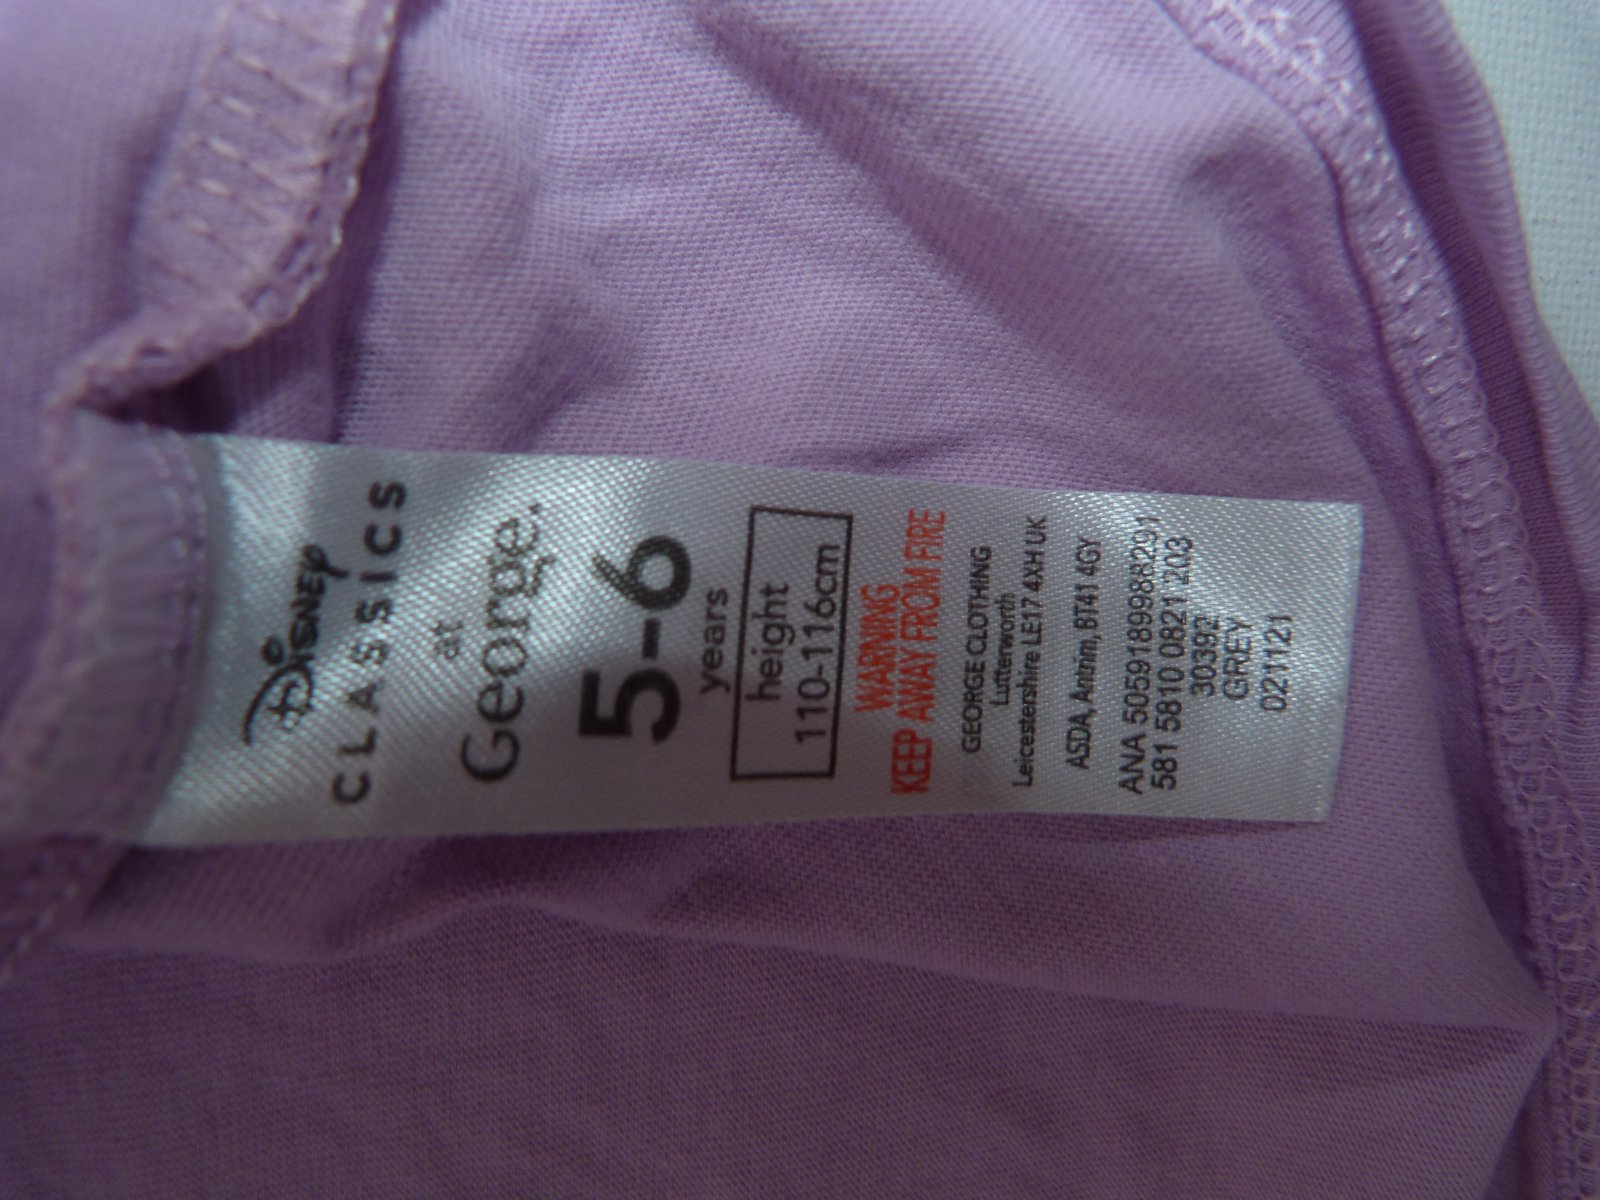 Disney
CLASSICS
at
George.
5-6
years
height
110-116cm
WARNING
KEEP AWAY FROM FIRE
GEORGE CLOTHING
Lutterworth
Leicestershire LE17 4XH UK
ASDA, Antrim, BT41 4GY
ANA 5059189988291
581 5810 0821 203
30392
GREY
021121